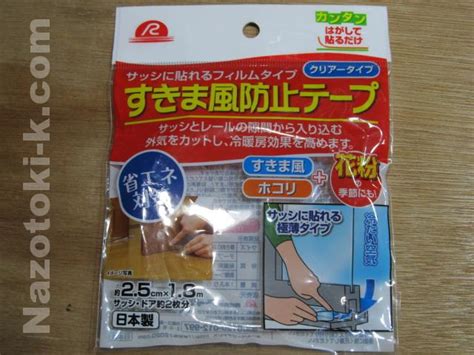 R
カンタン
はがして
貼るだけ
クリアータイプ
サッシに貼れるフィルムタイプ
すきま風防止テープ
サッシとレールの隙間から入り込む
外気をカットし、冷暖房効果を高めます。
省エネ
対策
すきま風
ホコリ
+
花粉の
季節にも!
サッシに貼れる
極薄タイプ
約2.5cm×1.8m
サッシ・ドア約2枚分
日本製
Nazotoki-k.com